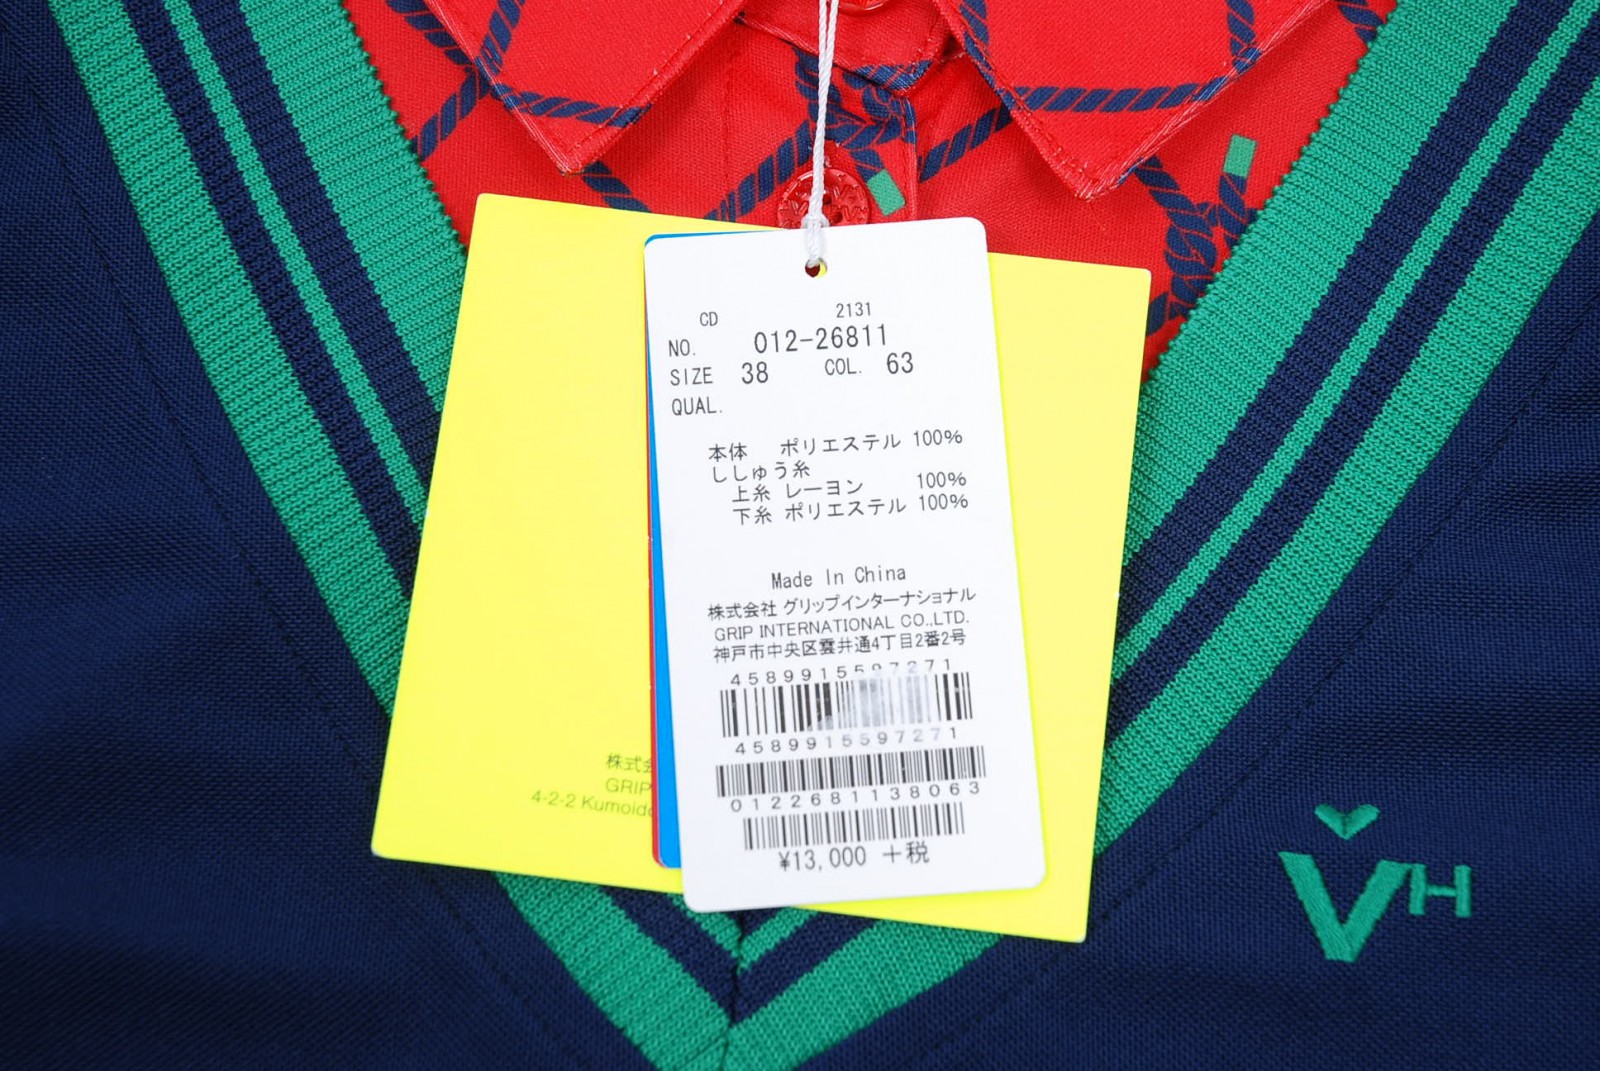 CD 2131
NO. 012-26811
SIZE 38 COL. 63
QUAL.
本体 ポリエステル 100%
ししゅう糸
上糸 レーヨン 100%
下糸 ポリエステル 100%
Made In China
株式会社 グリップインターナショナル
GRIP INTERNATIONAL CO.,LTD.
神戸市中央区雲井通4丁目2番2号
4589915597271
4589915597271
0122681138063
¥13,000 +税
株式会
GRIP
4-2-2 Kumoido
VH